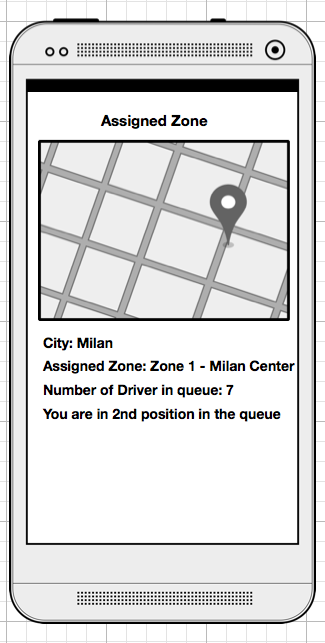 Assigned Zone
City: Milan
Assigned Zone: Zone 1 - Milan Center
Number of Driver in queue: 7
You are in 2nd position in the queue